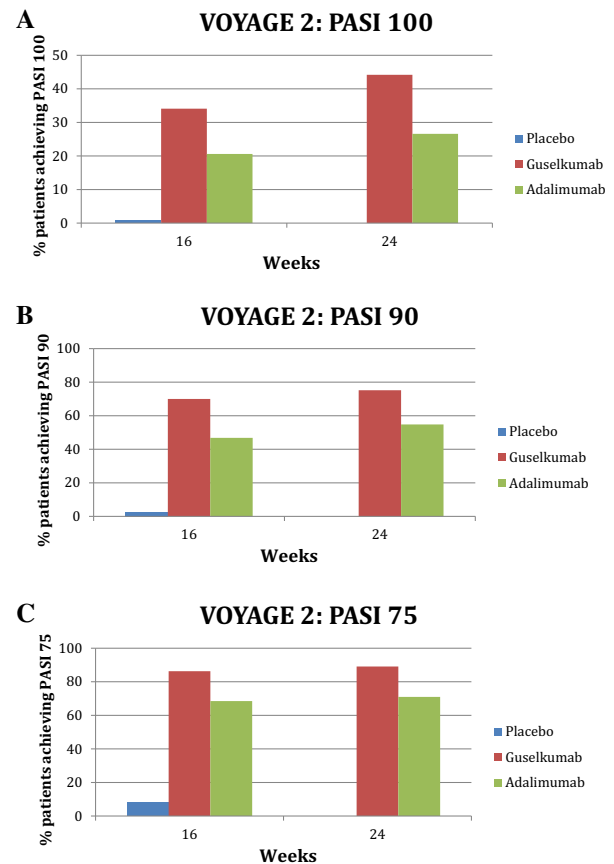 A
VOYAGE 2: PASI 100
% patients achieving PASI 100
50
40
30
20
10
0
16
24
Weeks
Placebo
Guselkumab
Adalimumab
B
VOYAGE 2: PASI 90
% patients achieving PASI 90
100
80
60
40
20
0
16
24
Weeks
Placebo
Guselkumab
Adalimumab
C
VOYAGE 2: PASI 75
% patients achieving PASI 75
100
80
60
40
20
0
16
24
Weeks
Placebo
Guselkumab
Adalimumab